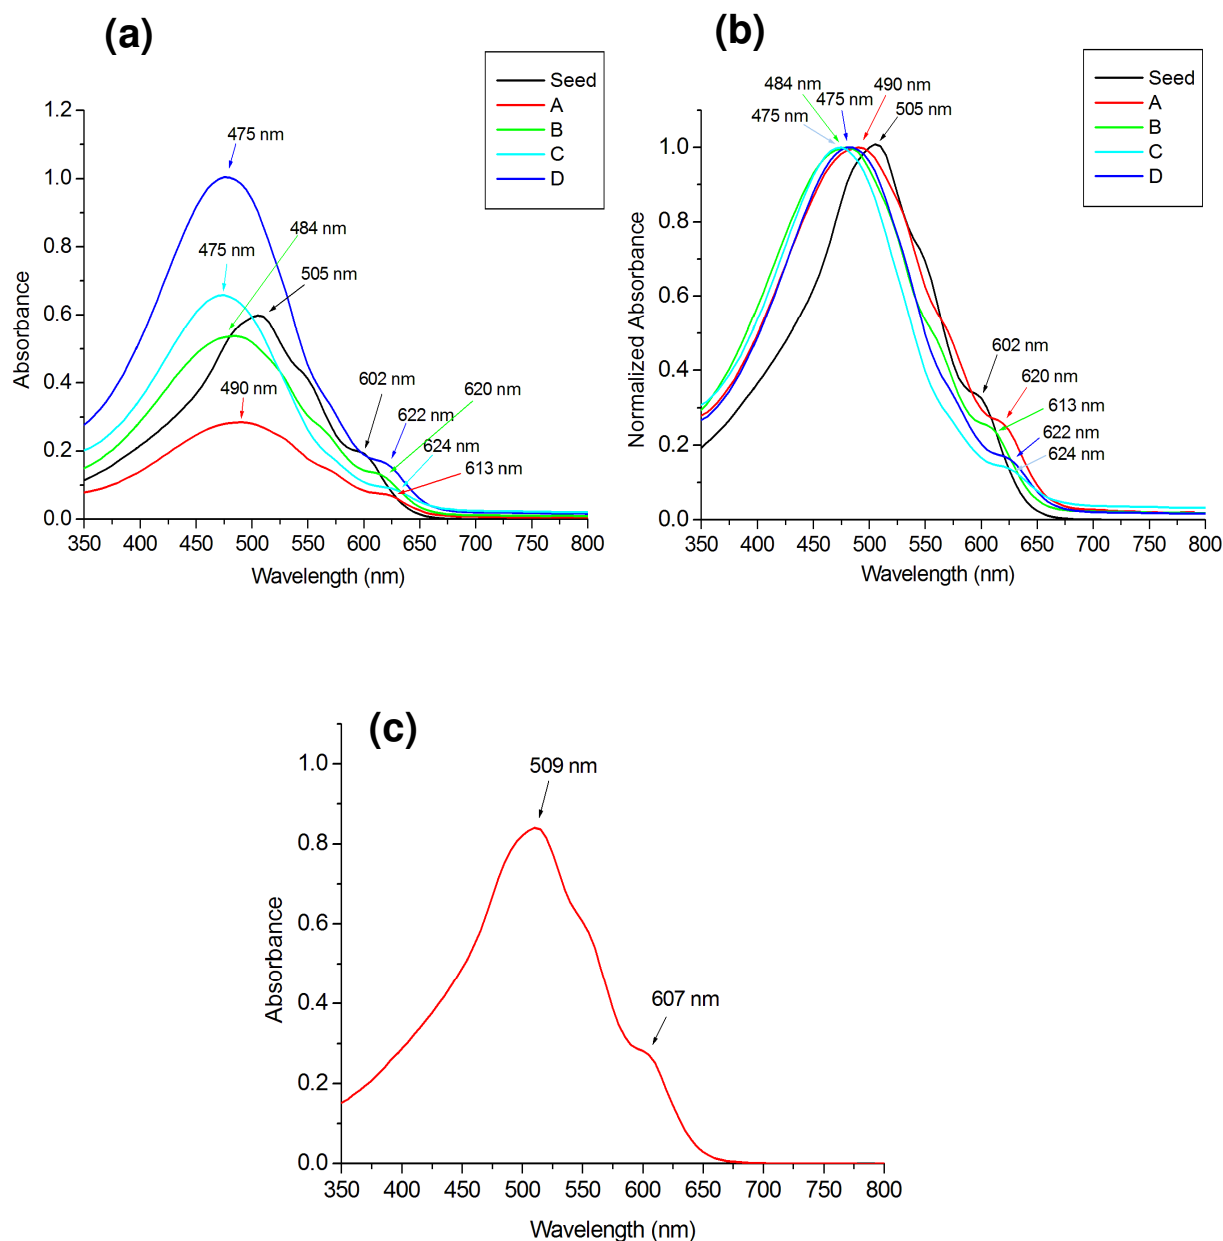 (a)
Seed
A
B
C
D
1.2
1.0
0.8
0.6
0.4
0.2
0.0
Absorbance
475 nm
484 nm
475 nm
505 nm
490 nm
602 nm
620 nm
622 nm
624 nm
613 nm
350 400 450 500 550 600 650 700 750 800
Wavelength (nm)
(b)
Seed
A
B
C
D
484 nm
475 nm
490 nm
475 nm
505 nm
1.0
0.8
0.6
0.4
0.2
0.0
Normalized Absorbance
602 nm
620 nm
613 nm
622 nm
624 nm
350 400 450 500 550 600 650 700 750 800
Wavelength (nm)
(c)
1.0
0.8
0.6
0.4
0.2
0.0
Absorbance
509 nm
607 nm
350 400 450 500 550 600 650 700 750 800
Wavelength (nm)